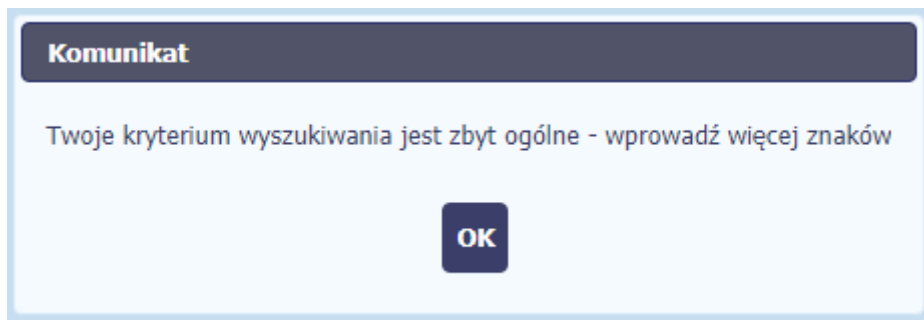 Komunikat
Twoje kryterium wyszukiwania jest zbyt ogólne - wprowadź więcej znaków
OK